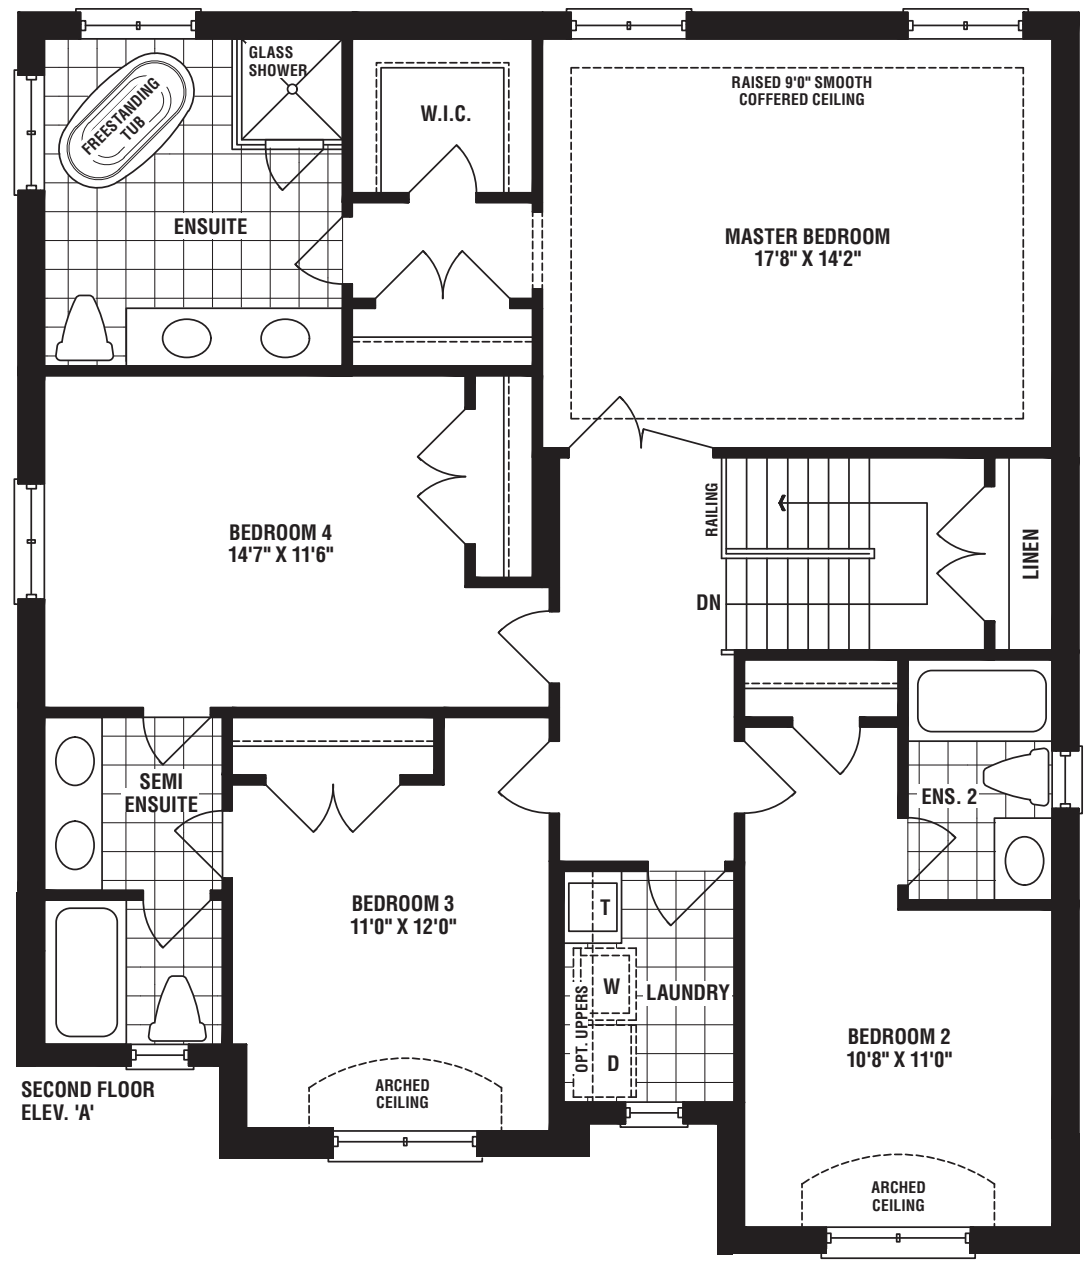 GLASS
SHOWER
FREESTANDING
TUB
W.I.C.
RAISED 9'0" SMOOTH
COFFERED CEILING
ENSUITE
MASTER BEDROOM
17'8" X 14'2"
BEDROOM 4
14'7" X 11'6"
RAILING
DN
LINEN
SEMI
ENSUITE
ENS. 2
BEDROOM 3
11'0" X 12'0"
T
W
D
OPT. UPPERS
LAUNDRY
BEDROOM 2
10'8" X 11'0"
ARCHED
CEILING
SECOND FLOOR
ELEV. 'A'
ARCHED
CEILING